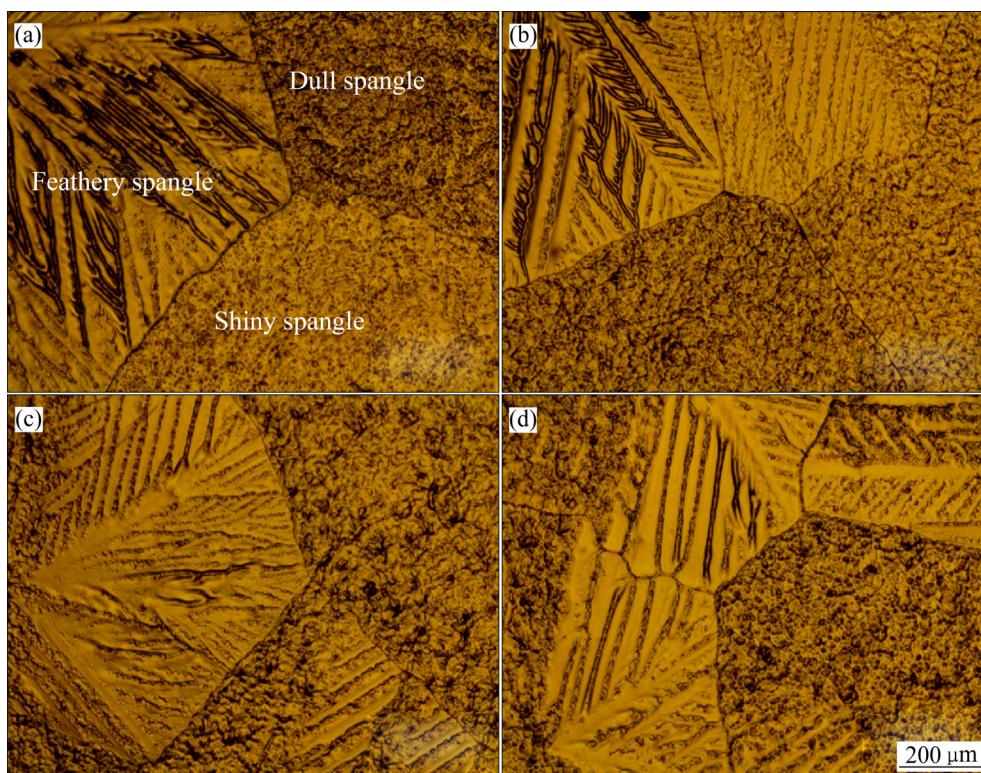 (a)
Dull spangle
Feathery spangle
Shiny spangle
(b)
(c)
(d)
200 μm